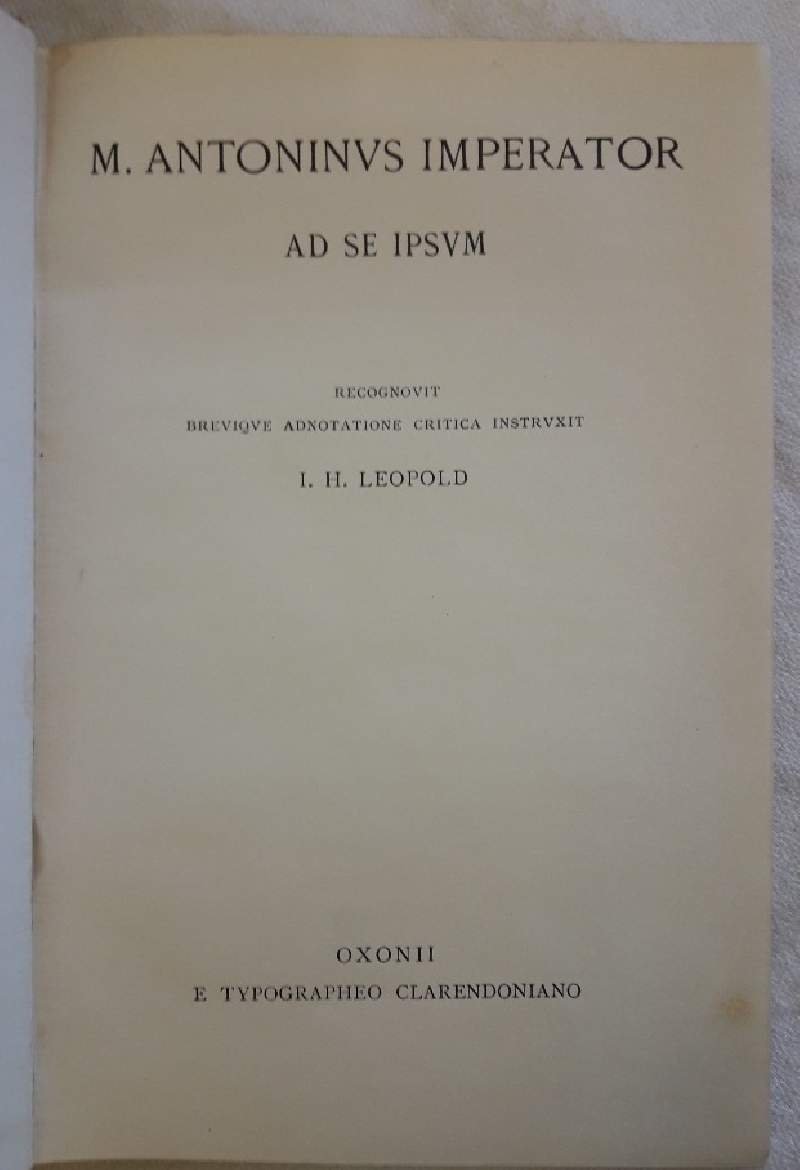 M. ANTONINVS IMPERATOR
AD SE IPSVM
RECOGNOVIT
BREVIQVE ADNOTATIONE CRITICA INSTRVXIT
I. H. LEOPOLD
OXONII
E TYPOGRAPHEO CLARENDONIANO